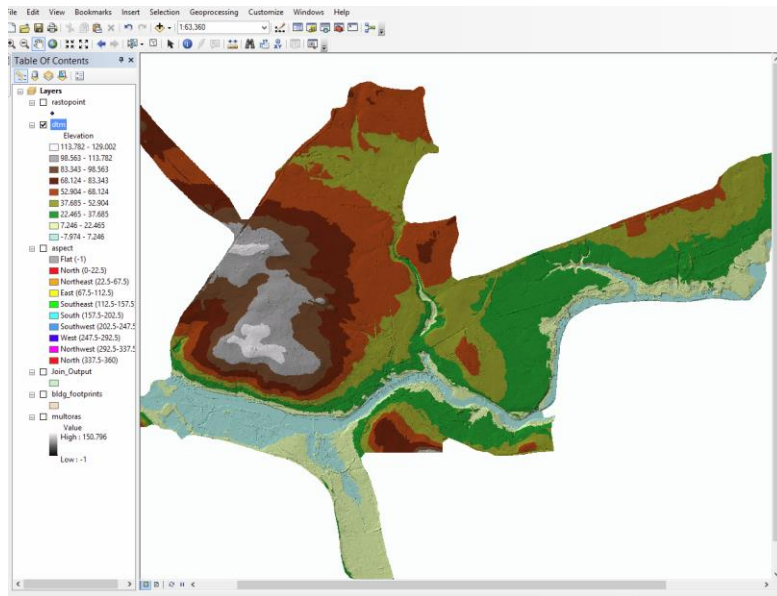 File Edit View Bookmarks Insert Selection Geoprocessing Customize Windows Help
1:63,360
Table Of Contents
Layers
rastopoint
dtm
Elevation
113.782 - 129.002
98.563 - 113.782
83.343 - 98.563
68.124 - 83.343
52.904 - 68.124
37.685 - 52.904
22.465 - 37.685
7.246 - 22.465
-7.974 - 7.246
aspect
Flat (-1)
North (0-22.5)
Northeast (22.5-67.5)
East (67.5-112.5)
Southeast (112.5-157.5
South (157.5-202.5)
Southwest (202.5-247.5
West (247.5-292.5)
Northwest (292.5-337.5
North (337.5-360)
Join_Output
bldg_footprints
multoras
Value
High : 150.796
Low : -1